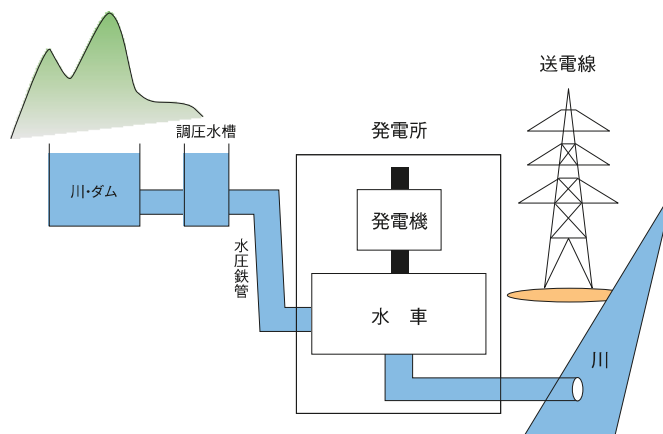 送電線
発電所
調圧水槽
川・ダム
発電機
水圧鉄管
水 車
川